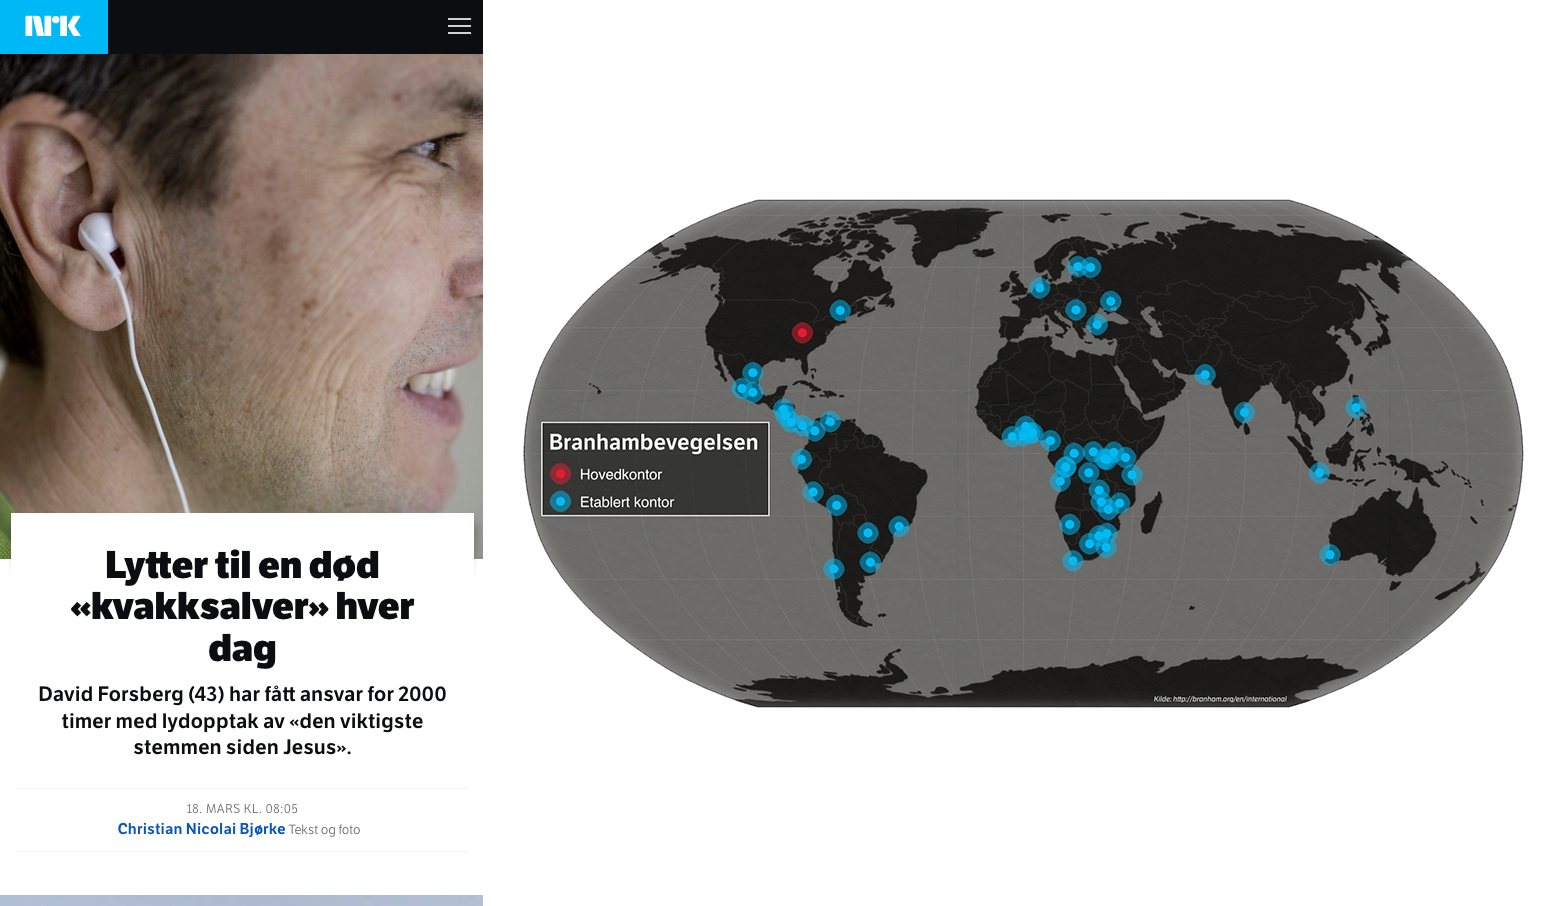 NRK
Lytter til en død
«kvakksalver» hver
dag
David Forsberg (43) har fått ansvar for 2000
timer med lydopptak av «den viktigste
stemmen siden Jesus».
18. MARS KL. 08:05
Christian Nicolai Bjørke Tekst og foto
Branhambevegelsen
Hovedkontor
Etablert kontor
Kilde: http://branham.org/en/international